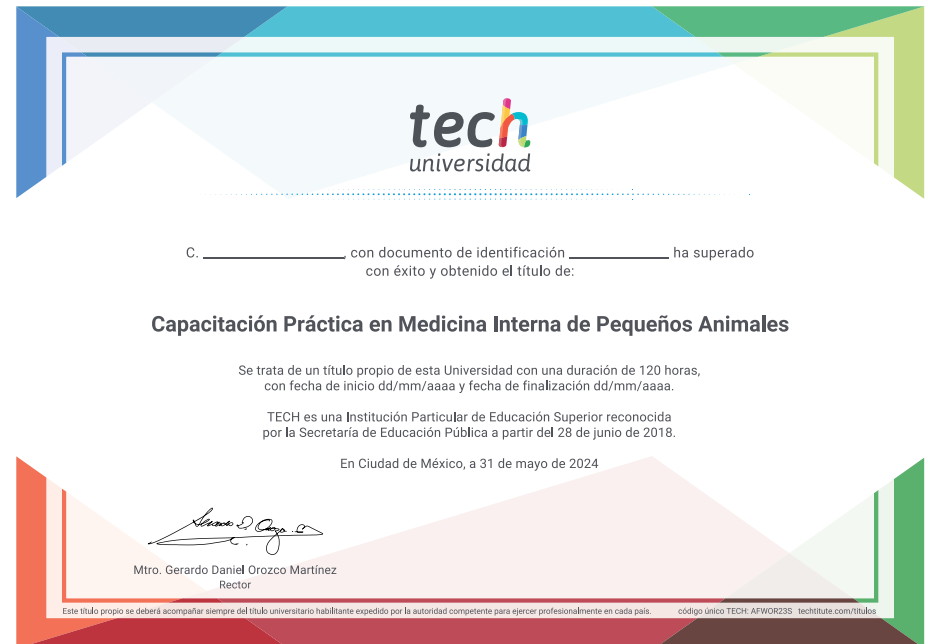 tech
universidad
C. ____________, con documento de identificación ____________ ha superado
con éxito y obtenido el título de:
Capacitación Práctica en Medicina Interna de Pequeños Animales
Se trata de un título propio de esta Universidad con una duración de 120 horas,
con fecha de inicio dd/mm/aaaa y fecha de finalización dd/mm/aaaa.
TECH es una Institución Particular de Educación Superior reconocida
por la Secretaría de Educación Pública a partir del 28 de junio de 2018.
En Ciudad de México, a 31 de mayo de 2024
Mtro. Gerardo Daniel Orozco Martínez
Rector
Este título propio se deberá acompañar siempre del título universitario habilitante expedido por la autoridad competente para ejercer profesionalmente en cada país. código único TECH: AFWOR23S techtitute.com/titulos